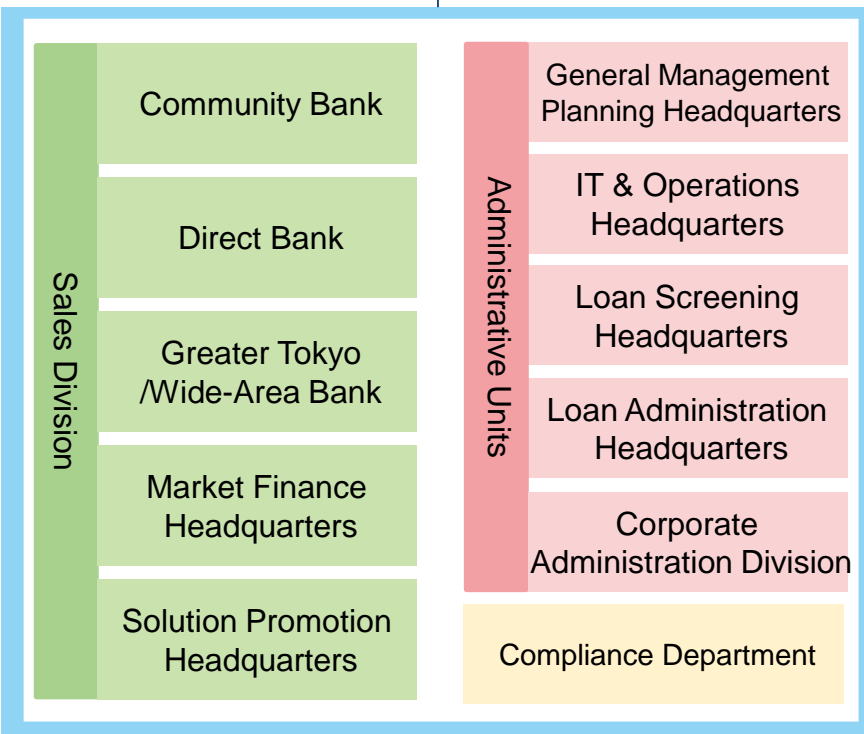 Sales Division
Community Bank
Direct Bank
Greater Tokyo
/Wide-Area Bank
Market Finance
Headquarters
Solution Promotion
Headquarters
Administrative Units
General Management
Planning Headquarters
IT & Operations
Headquarters
Loan Screening
Headquarters
Loan Administration
Headquarters
Corporate
Administration Division
Compliance Department